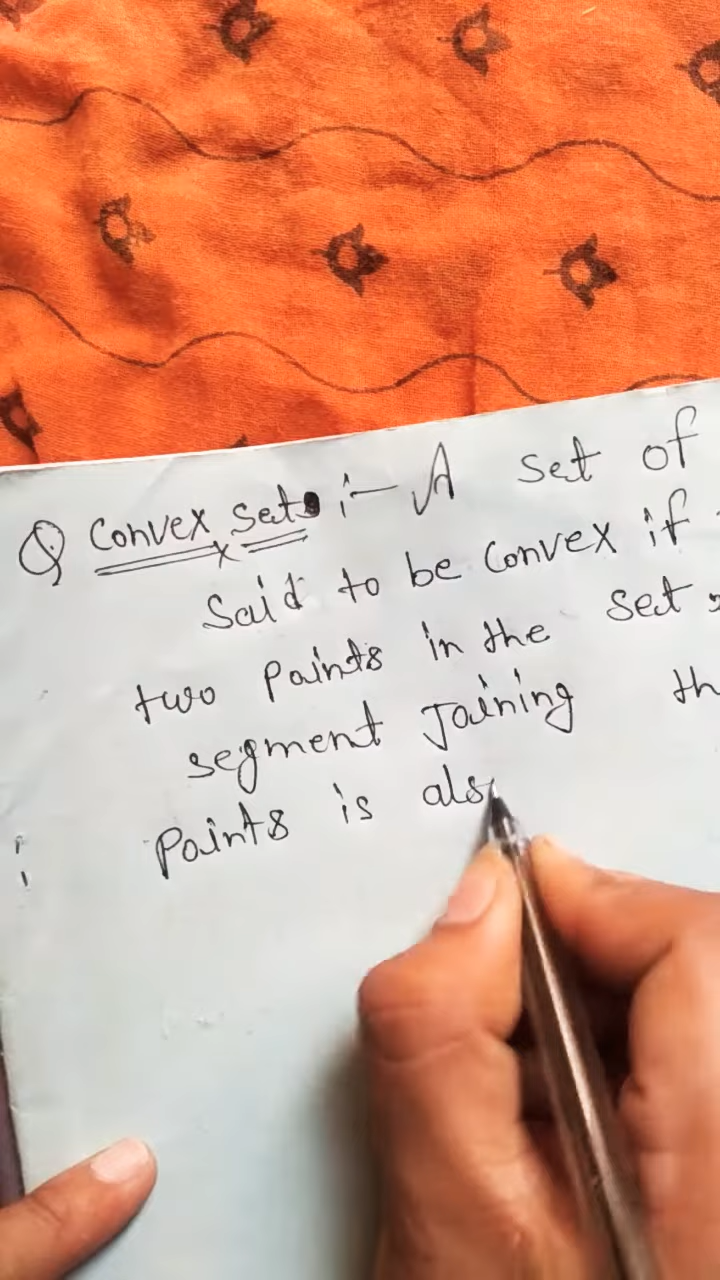 Q Convex Set :- A set of
Said to be Convex if
two Points in the set
segment Joining th
Points is als